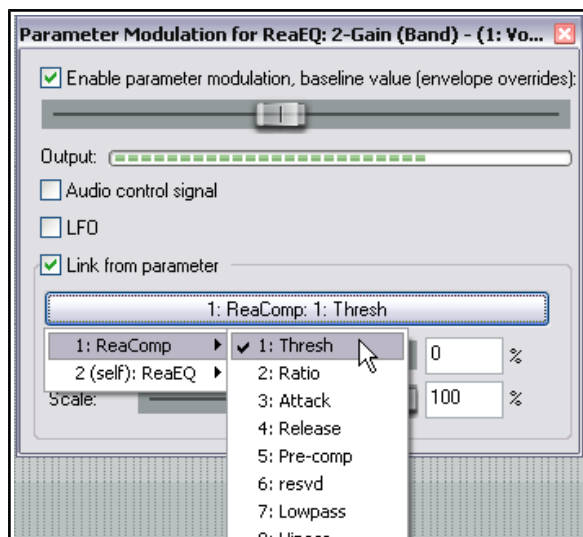 Parameter Modulation for ReaEQ: 2-Gain (Band) - (1: Vo...
Enable parameter modulation, baseline value (envelope overrides):
Output:
Audio control signal
LFO
Link from parameter
1: ReaComp: 1: Thresh
1: ReaComp
2 (self): ReaEQ
1: Thresh
2: Ratio
3: Attack
4: Release
5: Pre-comp
6: resvd
7: Lowpass
0 %
Scale: 100 %